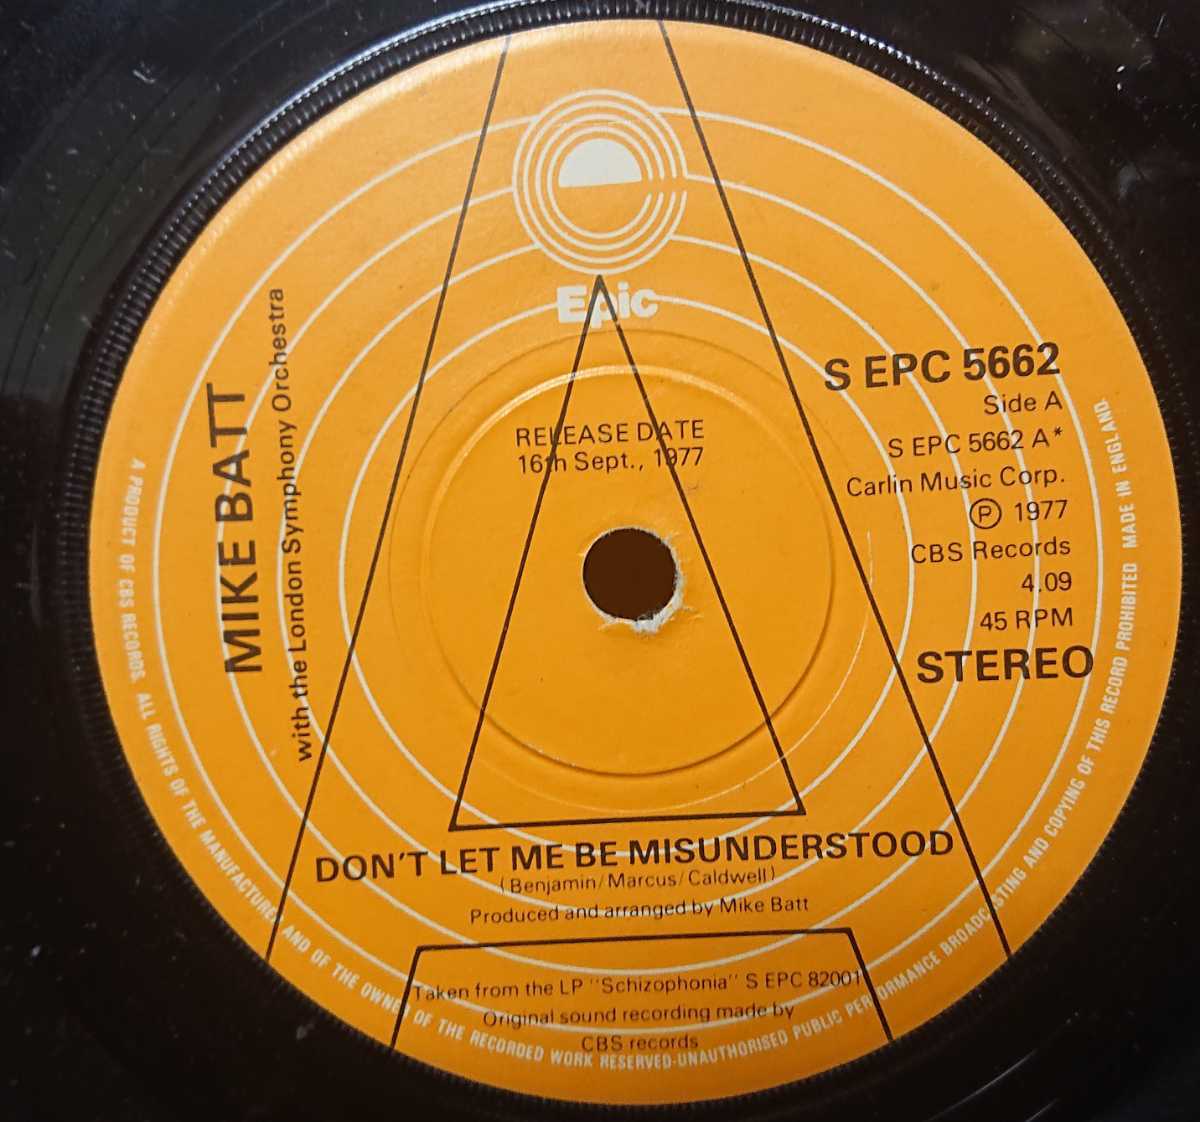 Epic
RELEASE DATE
16th Sept., 1977
MIKE BATT
with the London Symphony Orchestra
S EPC 5662
Side A
S EPC 5662 A*
Carlin Music Corp.
Ⓟ 1977
CBS Records
4.09
45 RPM
STEREO
DON'T LET ME BE MISUNDERSTOOD
(Benjamin/Marcus/Caldwell)
Produced and arranged by Mike Batt
Taken from the LP "Schizophonia" S EPC 82001
Original sound recording made by
CBS records
A PRODUCT OF CBS RECORDS. ALL RIGHTS OF THE MANUFACTURER AND OF THE OWNER OF THE RECORDED WORK RESERVED-UNAUTHORISED PUBLIC PERFORMANCE BROADCASTING AND COPYING OF THIS RECORD PROHIBITED MADE IN ENGLAND.